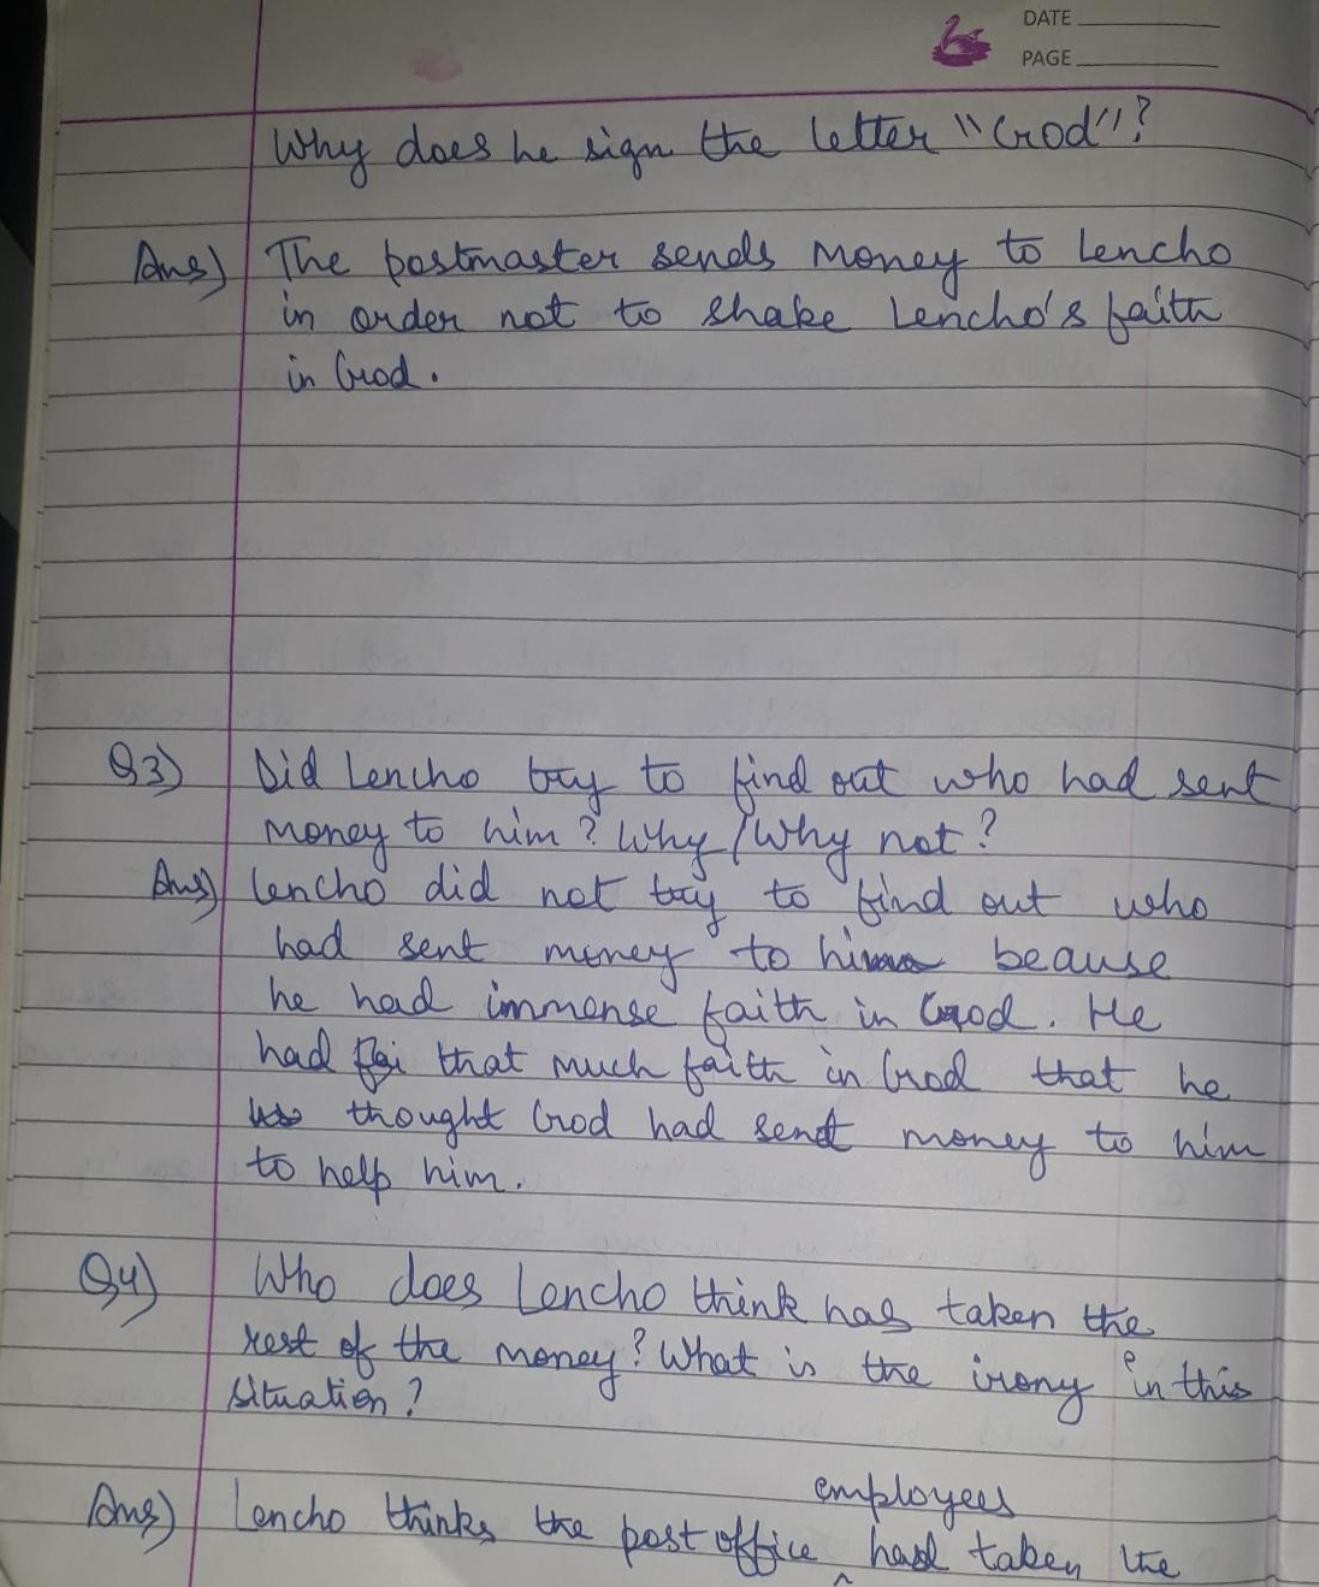 DATE
PAGE
Why does he sign the letter "God"?
Ans) The postmaster sends money to Lencho
in order not to shake Lencho's faith
in God.
Q3) Did Lencho try to find out who had sent
money to him? Why/Why not?
Ans) Lencho did not try to find out who
had sent money to him beause
he had immense faith in God. He
had fai that much faith in God that he
thought God had sent money to him
to help him.
Q4) Who does Lencho think has taken the
rest of the money? What is the irony in this
situation?
employees
Ans) Lencho thinks the post office ^ had taken the